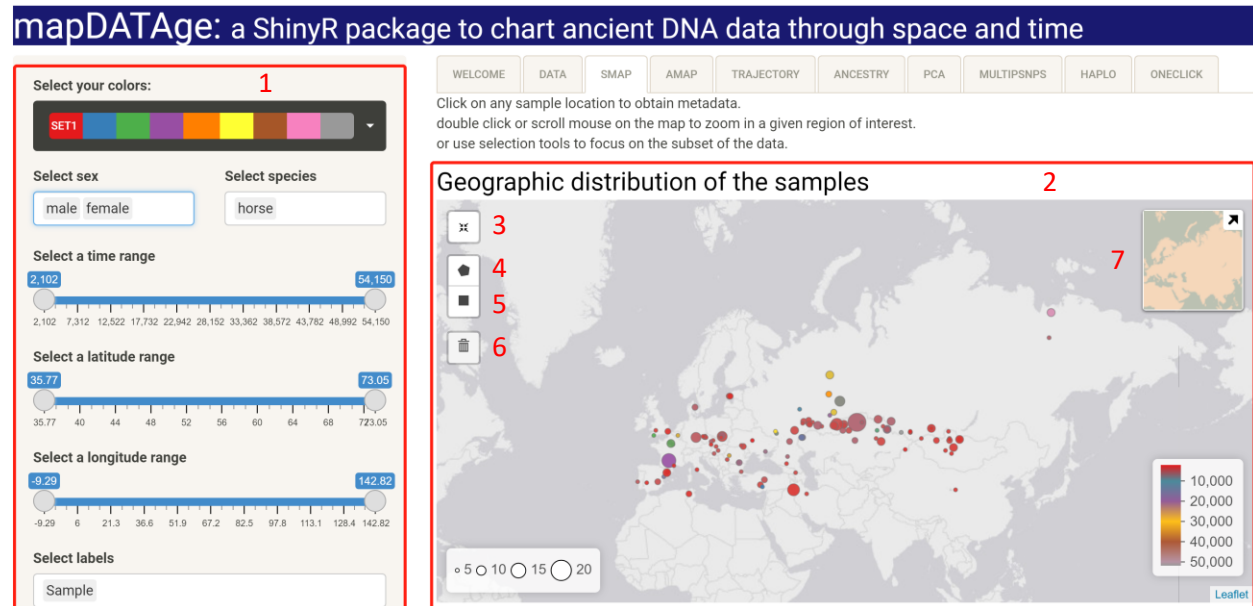 mapDATAge: a ShinyR package to chart ancient DNA data through space and time
Select your colors:
1
SET1
Select sex
Select species
male female
horse
Select a time range
2,102
54,150
2,102 7,312 12,522 17,732 22,942 28,152 33,362 38,572 43,782 48,992 54,150
Select a latitude range
35.77
73.05
35.77 40 44 48 52 56 60 64 68 72 73.05
Select a longitude range
-9.29
142.82
-9.29 6 21.3 36.6 51.9 67.2 82.5 97.8 113.1 128.4 142.82
Select labels
Sample
WELCOME DATA SMAP AMAP TRAJECTORY ANCESTRY PCA MULTIPSNPS HAPLO ONECLICK
Click on any sample location to obtain metadata.
double click or scroll mouse on the map to zoom in a given region of interest.
or use selection tools to focus on the subset of the data.
Geographic distribution of the samples
2
3
4
5
6
7
5 10 15 20
10,000
20,000
30,000
40,000
50,000
Leaflet